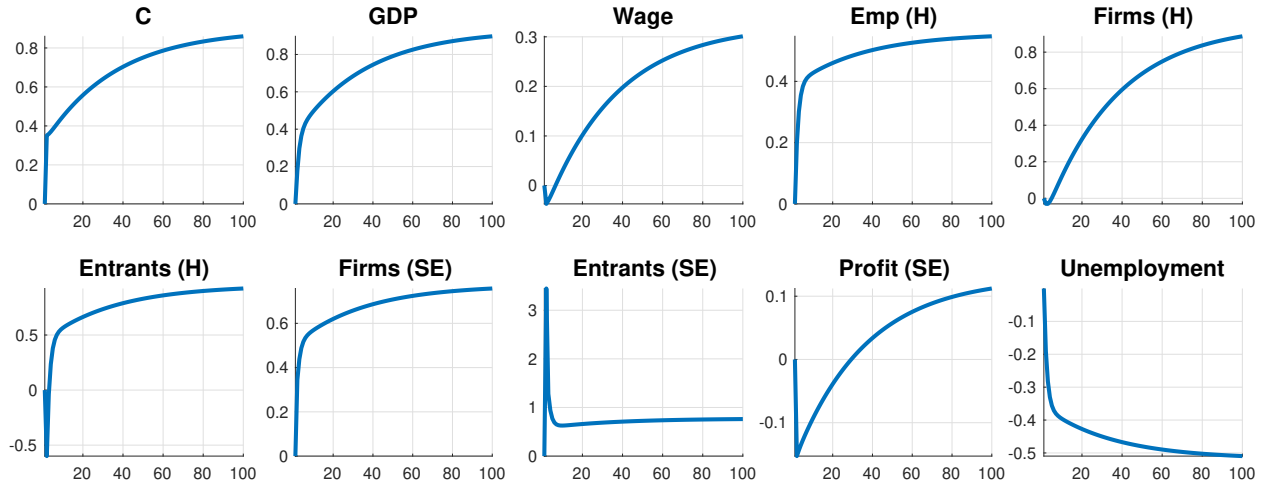 C GDP Wage Emp (H) Firms (H)
0.8 0.6 0.4 0.2 0
20 40 60 80 100
0.8 0.6 0.4 0.2 0
20 40 60 80 100
0.3 0.2 0.1 0
20 40 60 80 100
0.4 0.2 0
20 40 60 80 100
0.8 0.6 0.4 0.2 0
20 40 60 80 100
Entrants (H) Firms (SE) Entrants (SE) Profit (SE) Unemployment
0.5 0 -0.5
20 40 60 80 100
0.6 0.4 0.2 0
20 40 60 80 100
3 2 1 0
20 40 60 80 100
0.1 0 -0.1
20 40 60 80 100
-0.1 -0.2 -0.3 -0.4 -0.5
20 40 60 80 100